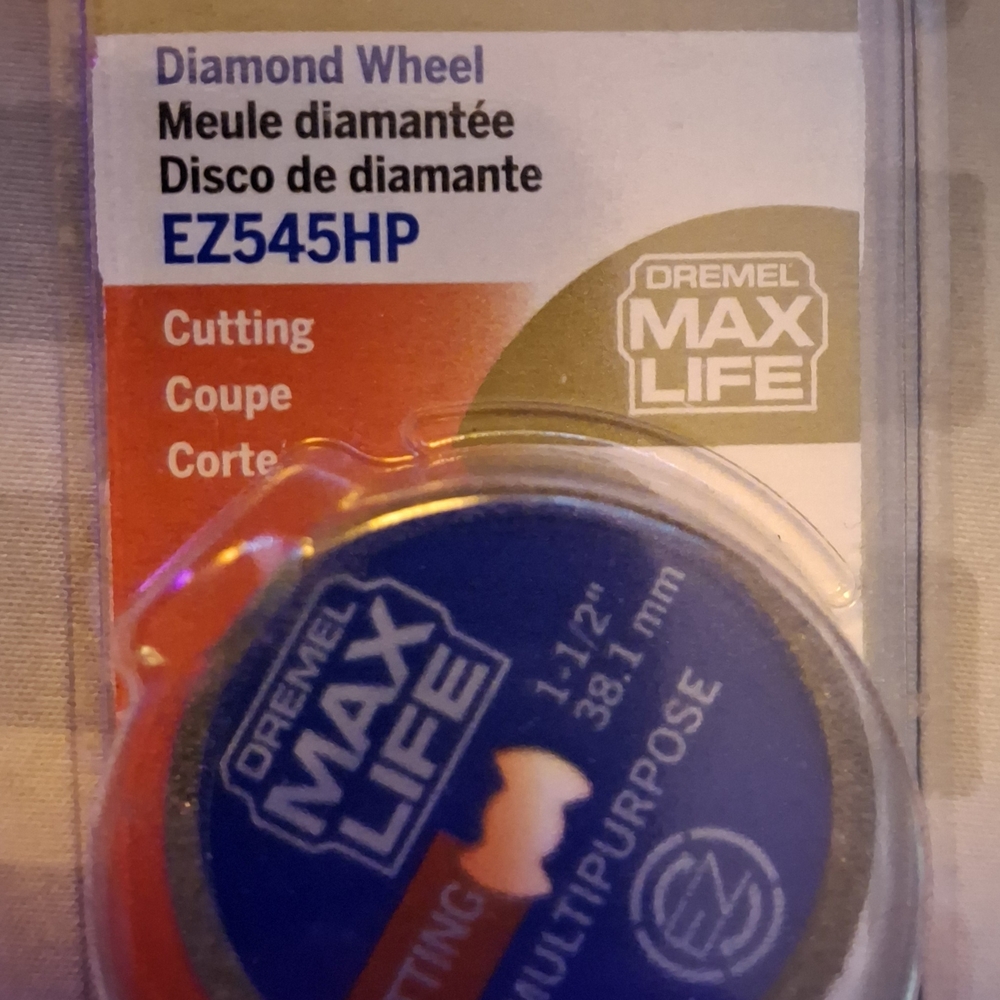 Diamond Wheel
Meule diamantée
Disco de diamante
EZ545HP
DREMEL
MAX
LIFE
Cutting
Coupe
Corte
DREMEL
MAX
LIFE
1-1/2"
38.1 mm
MULTIPURPOSE
EZ